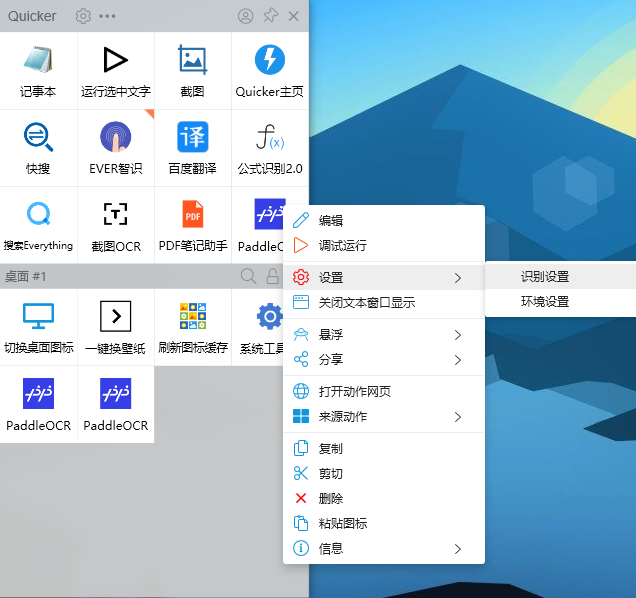 Quicker
记事本
运行选中文字
截图
Quicker主页
快搜
EVER智识
译
百度翻译
f(x)
公式识别2.0
搜索Everything
T
截图OCR
PDF
PDF笔记助手
PaddleOC
桌面 #1
切换桌面图标
一键换壁纸
刷新图标缓存
系统工具
PaddleOCR
PaddleOCR
编辑
调试运行
设置
关闭文本窗口显示
悬浮
分享
打开动作网页
来源动作
复制
剪切
删除
粘贴图标
信息
识别设置
环境设置